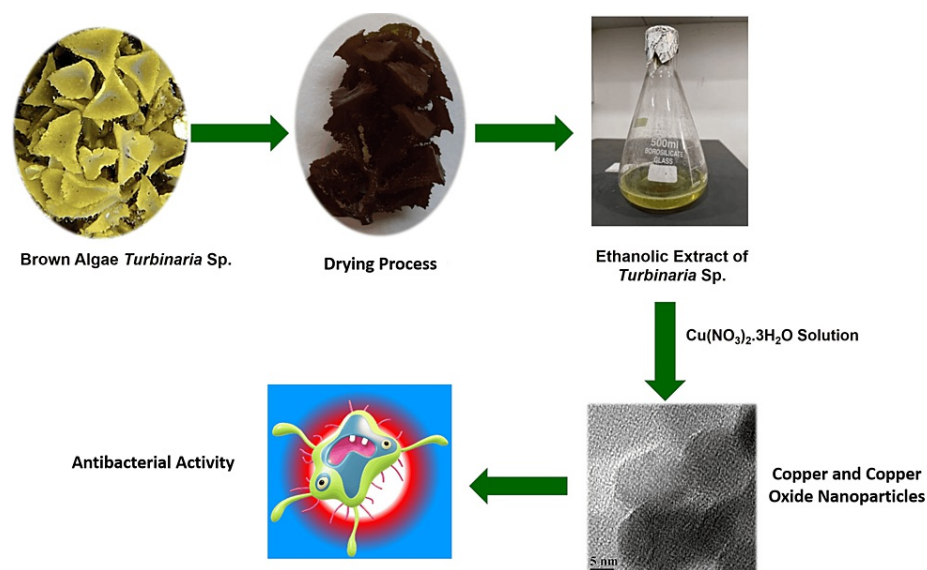 Brown Algae Turbinaria Sp.
Drying Process
500ml
BOROSILICATE
GLASS
Ethanolic Extract of
Turbinaria Sp.
Cu(NO₃)₂.3H₂O Solution
Antibacterial Activity
Copper and Copper
Oxide Nanoparticles
5 nm